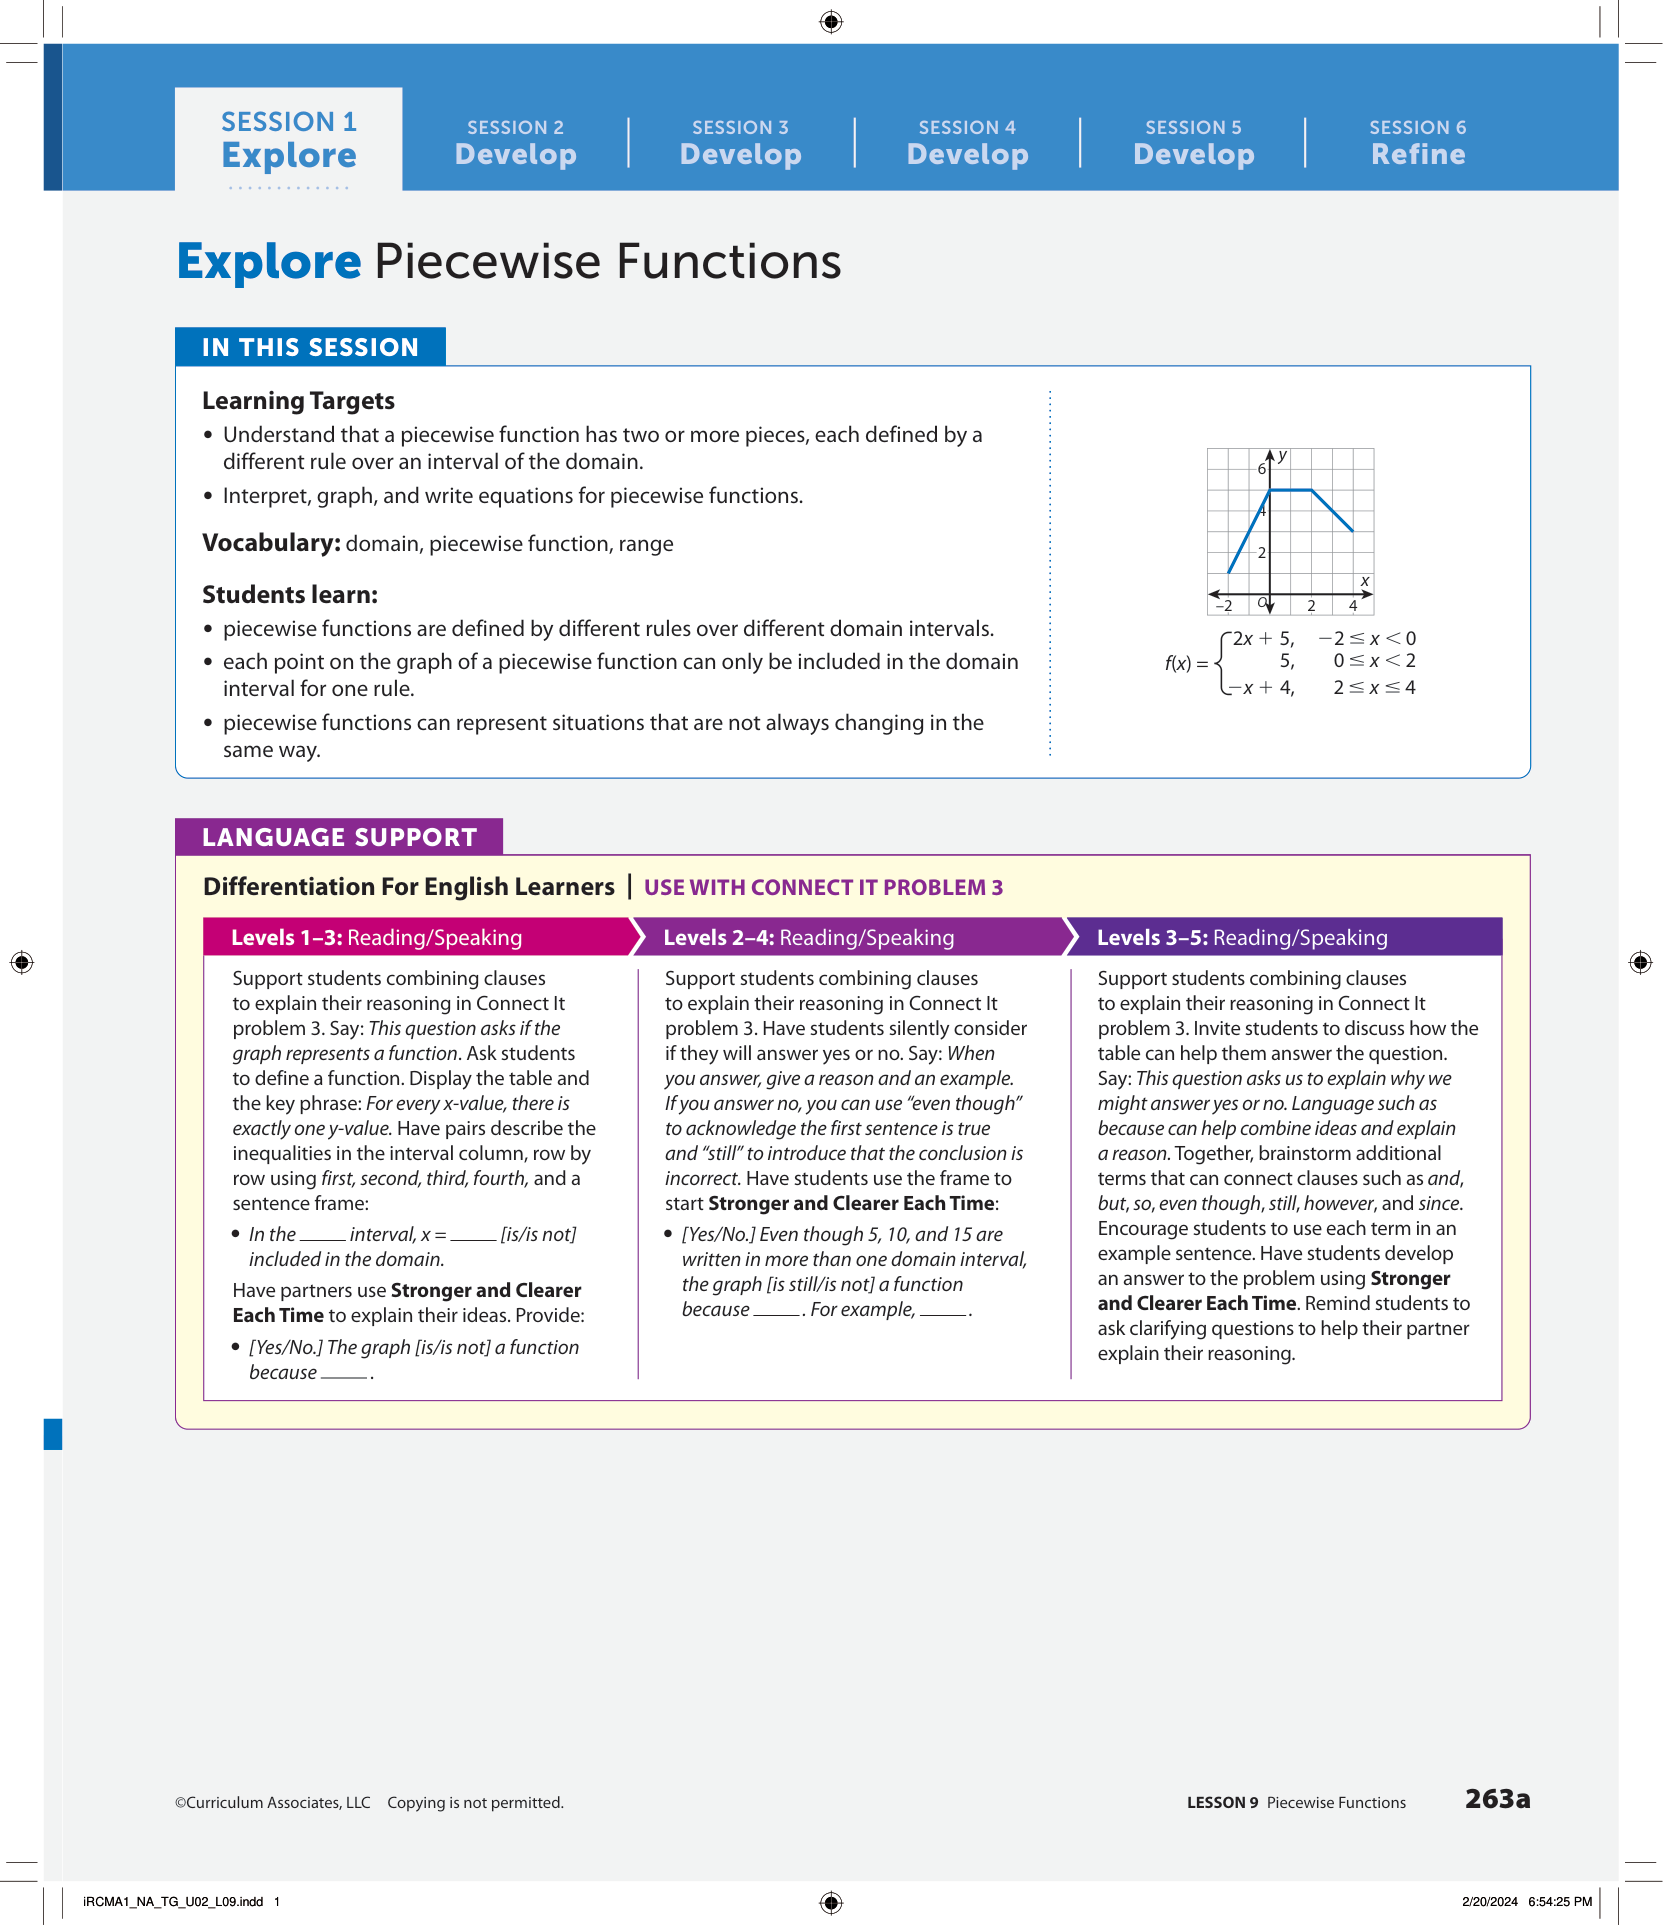 SESSION 1
Explore
SESSION 2
Develop
SESSION 3
Develop
SESSION 4
Develop
SESSION 5
Develop
SESSION 6
Refine
Explore Piecewise Functions
IN THIS SESSION
Learning Targets
• Understand that a piecewise function has two or more pieces, each defined by a
different rule over an interval of the domain.
• Interpret, graph, and write equations for piecewise functions.
Vocabulary: domain, piecewise function, range
Students learn:
• piecewise functions are defined by different rules over different domain intervals.
• each point on the graph of a piecewise function can only be included in the domain
interval for one rule.
• piecewise functions can represent situations that are not always changing in the
same way.
y
6
4
2
x
–2 O 2 4
2x + 5, −2 ≤ x < 0
f(x) = 5, 0 ≤ x < 2
−x + 4, 2 ≤ x ≤ 4
LANGUAGE SUPPORT
Differentiation For English Learners | USE WITH CONNECT IT PROBLEM 3
Levels 1–3: Reading/Speaking
Support students combining clauses
to explain their reasoning in Connect It
problem 3. Say: This question asks if the
graph represents a function. Ask students
to define a function. Display the table and
the key phrase: For every x-value, there is
exactly one y-value. Have pairs describe the
inequalities in the interval column, row by
row using first, second, third, fourth, and a
sentence frame:
• In the _____ interval, x = _____ [is/is not]
included in the domain.
Have partners use Stronger and Clearer
Each Time to explain their ideas. Provide:
• [Yes/No.] The graph [is/is not] a function
because _____ .
Levels 2–4: Reading/Speaking
Support students combining clauses
to explain their reasoning in Connect It
problem 3. Have students silently consider
if they will answer yes or no. Say: When
you answer, give a reason and an example.
If you answer no, you can use “even though”
to acknowledge the first sentence is true
and “still” to introduce that the conclusion is
incorrect. Have students use the frame to
start Stronger and Clearer Each Time:
• [Yes/No.] Even though 5, 10, and 15 are
written in more than one domain interval,
the graph [is still/is not] a function
because _____ . For example, _____ .
Levels 3–5: Reading/Speaking
Support students combining clauses
to explain their reasoning in Connect It
problem 3. Invite students to discuss how the
table can help them answer the question.
Say: This question asks us to explain why we
might answer yes or no. Language such as
because can help combine ideas and explain
a reason. Together, brainstorm additional
terms that can connect clauses such as and,
but, so, even though, still, however, and since.
Encourage students to use each term in an
example sentence. Have students develop
an answer to the problem using Stronger
and Clearer Each Time. Remind students to
ask clarifying questions to help their partner
explain their reasoning.
©Curriculum Associates, LLC Copying is not permitted.
LESSON 9 Piecewise Functions 263a
iRCMA1_NA_TG_U02_L09.indd 1
2/20/2024 6:54:25 PM